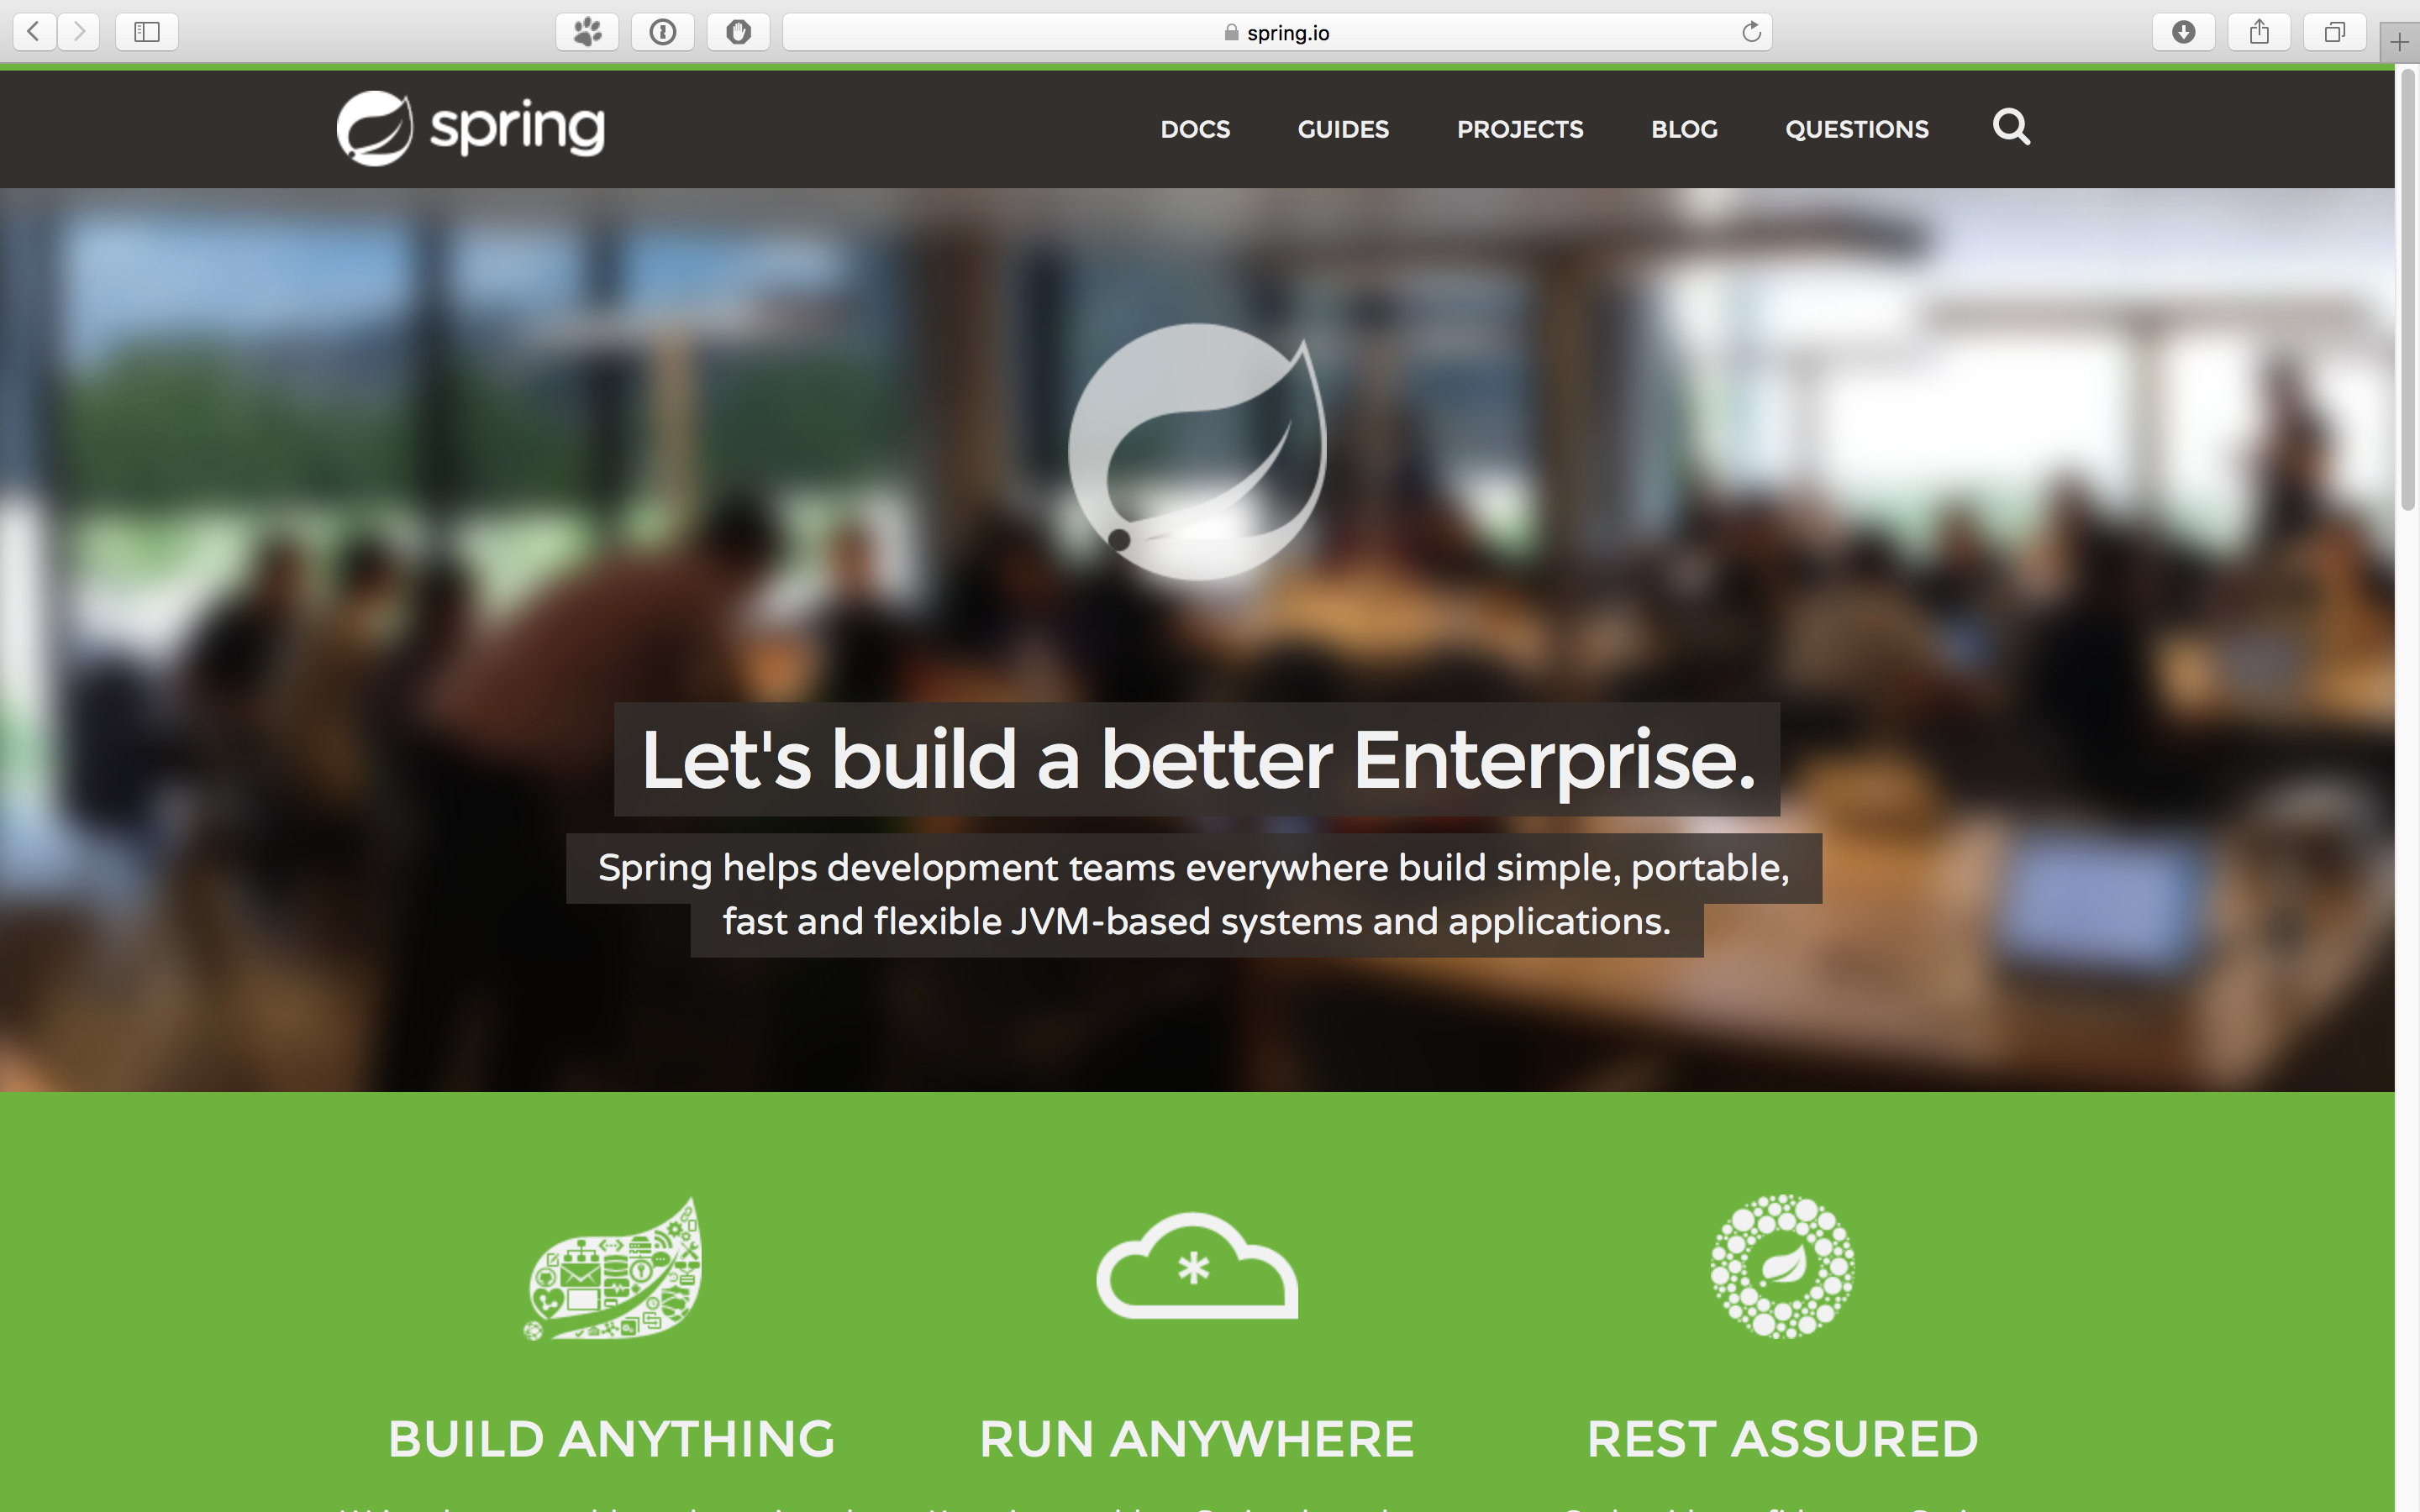 spring.io
spring
DOCS GUIDES PROJECTS BLOG QUESTIONS
Let's build a better Enterprise.
Spring helps development teams everywhere build simple, portable,
fast and flexible JVM-based systems and applications.
BUILD ANYTHING RUN ANYWHERE REST ASSURED